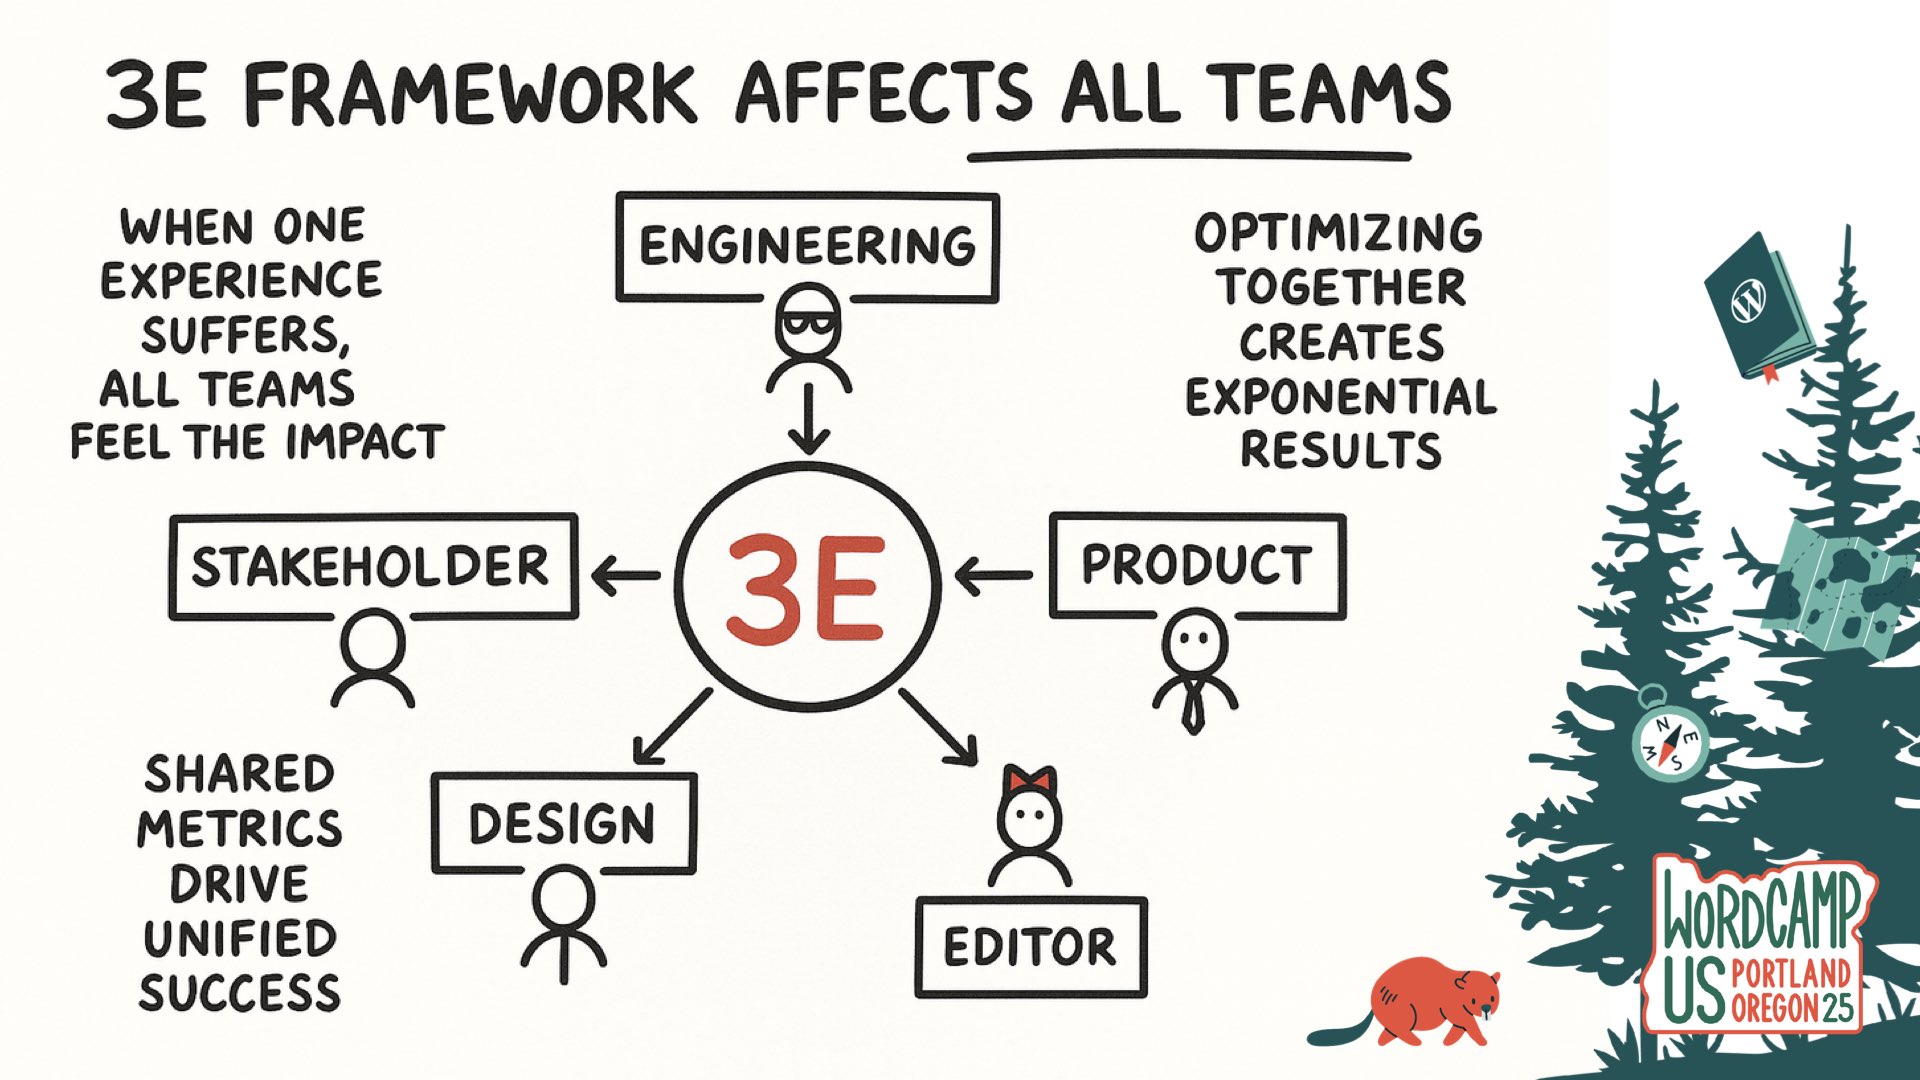 3E FRAMEWORK AFFECTS ALL TEAMS
WHEN ONE
EXPERIENCE
SUFFERS,
ALL TEAMS
FEEL THE IMPACT
ENGINEERING
OPTIMIZING
TOGETHER
CREATES
EXPONENTIAL
RESULTS
STAKEHOLDER
3E
PRODUCT
SHARED
METRICS
DRIVE
UNIFIED
SUCCESS
DESIGN
EDITOR
W
N
E
S
W
WORDCAMP
US PORTLAND
OREGON 25